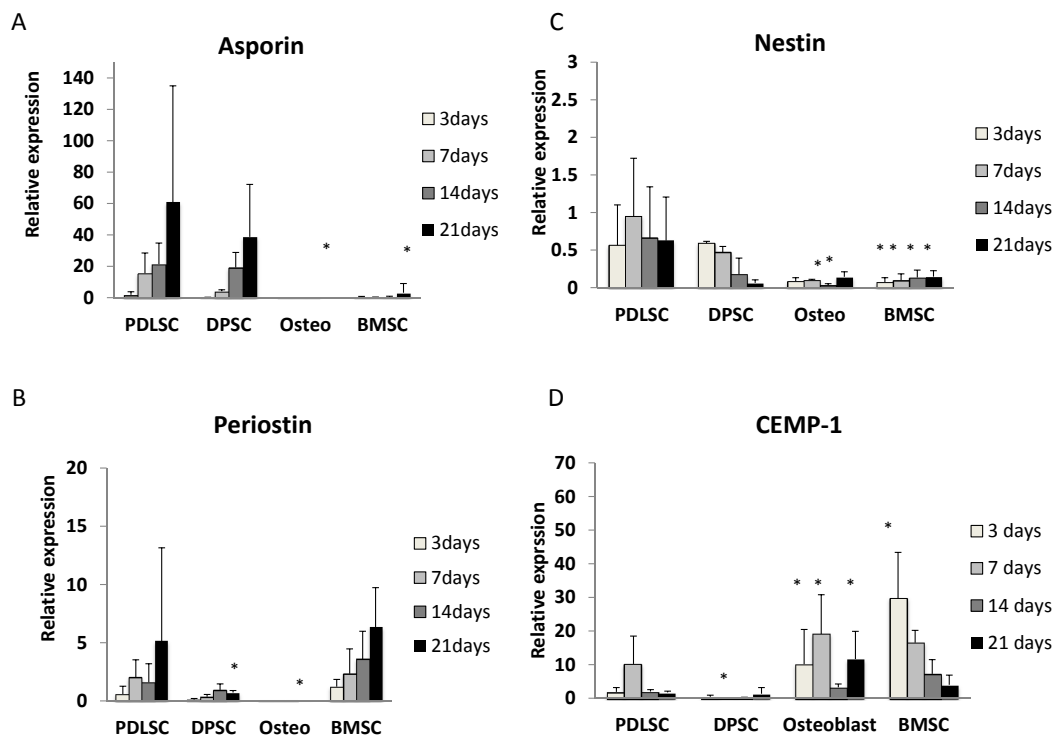 A
Asporin
Relative expression
140
120
100
80
60
40
20
0
* *
PDLSC DPSC Osteo BMSC
3days
7days
14days
21days
B
Periostin
Relative expression
20
15
10
5
0
* *
PDLSC DPSC Osteo BMSC
3days
7days
14days
21days
C
Nestin
Relative expression
3
2.5
2
1.5
1
0.5
0
* * * * * *
PDLSC DPSC Osteo BMSC
3days
7days
14days
21days
D
CEMP-1
Relative exprssion
70
60
50
40
30
20
10
0
* * * * *
PDLSC DPSC Osteoblast BMSC
3 days
7 days
14 days
21 days